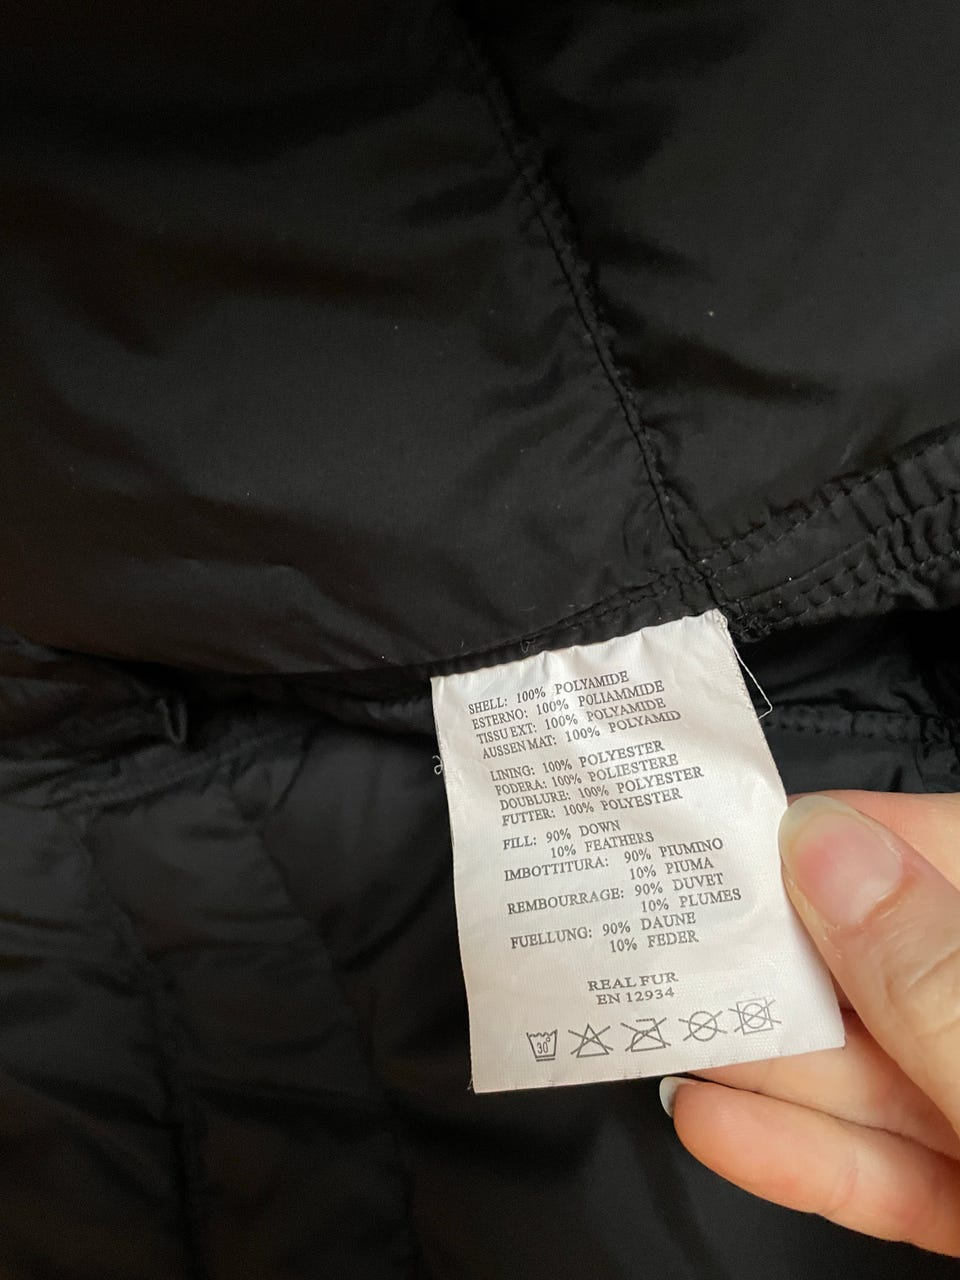 SHELL: 100% POLYAMIDE
ESTERNO: 100% POLIAMMIDE
TISSU EXT: 100% POLYAMIDE
AUSSEN MAT: 100% POLYAMID
LINING: 100% POLYESTER
FODERA: 100% POLIESTERE
DOUBLURE: 100% POLYESTER
FUTTER: 100% POLYESTER
FILL: 90% DOWN
10% FEATHERS
IMBOTTITURA: 90% PIUMINO
10% PIUMA
REMBOURRAGE: 90% DUVET
10% PLUMES
FUELLUNG: 90% DAUNE
10% FEDER
REAL FUR
EN 12934
30°